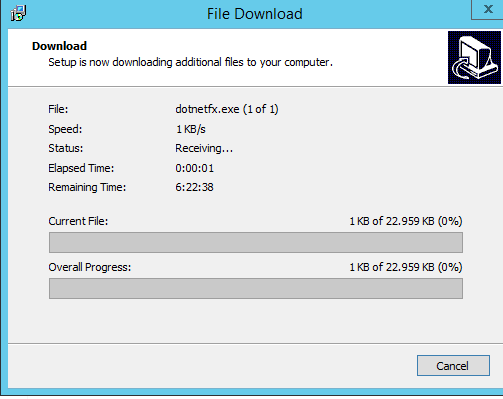 File Download
Download
Setup is now downloading additional files to your computer.
File: dotnetfx.exe (1 of 1)
Speed: 1 KB/s
Status: Receiving...
Elapsed Time: 0:00:01
Remaining Time: 6:22:38
Current File: 1 KB of 22.959 KB (0%)
Overall Progress: 1 KB of 22.959 KB (0%)
Cancel